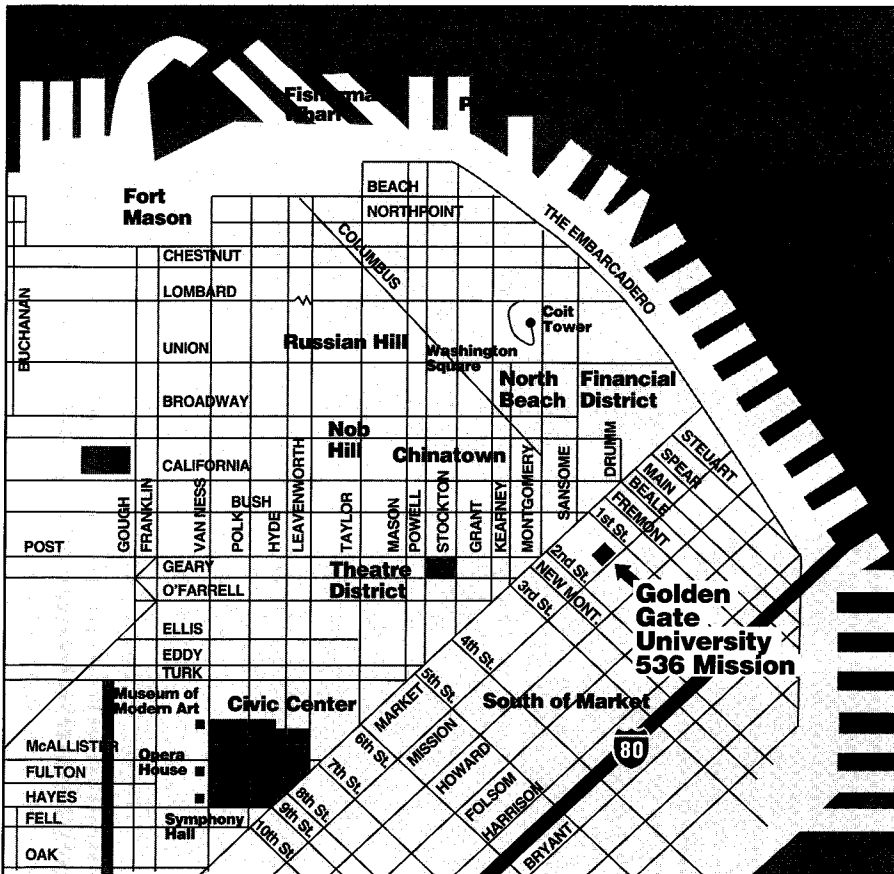 Fisherma
Wharf
P
Fort
Mason
BEACH
NORTHPOINT
COLUMBUS
THE EMBARCADERO
CHESTNUT
LOMBARD
BUCHANAN
Coit
Tower
UNION
Russian Hill
Washington
Square
North
Beach
Financial
District
BROADWAY
Nob
Hill
Chinatown
CALIFORNIA
GOUGH
FRANKLIN
VAN NESS
POLK
BUSH
HYDE
LEAVENWORTH
TAYLOR
MASON
POWELL
STOCKTON
GRANT
KEARNEY
MONTGOMERY
SANSOME
DRUMM
STEUART
SPEAR
MAIN
BEALE
FREMONT
1st St.
2nd St.
NEW MONT.
3rd St.
POST
GEARY
O'FARRELL
Theatre
District
Golden
Gate
University
536 Mission
ELLIS
EDDY
TURK
4th St.
5th St.
MARKET
6th St.
MISSION
7th St.
HOWARD
8th St.
FOLSOM
9th St.
HARRISON
10th St
BRYANT
South of Market
80
Museum of
Modern Art
Civic Center
McALLISTER
Opera
House
FULTON
HAYES
FELL
Symphony
Hall
OAK